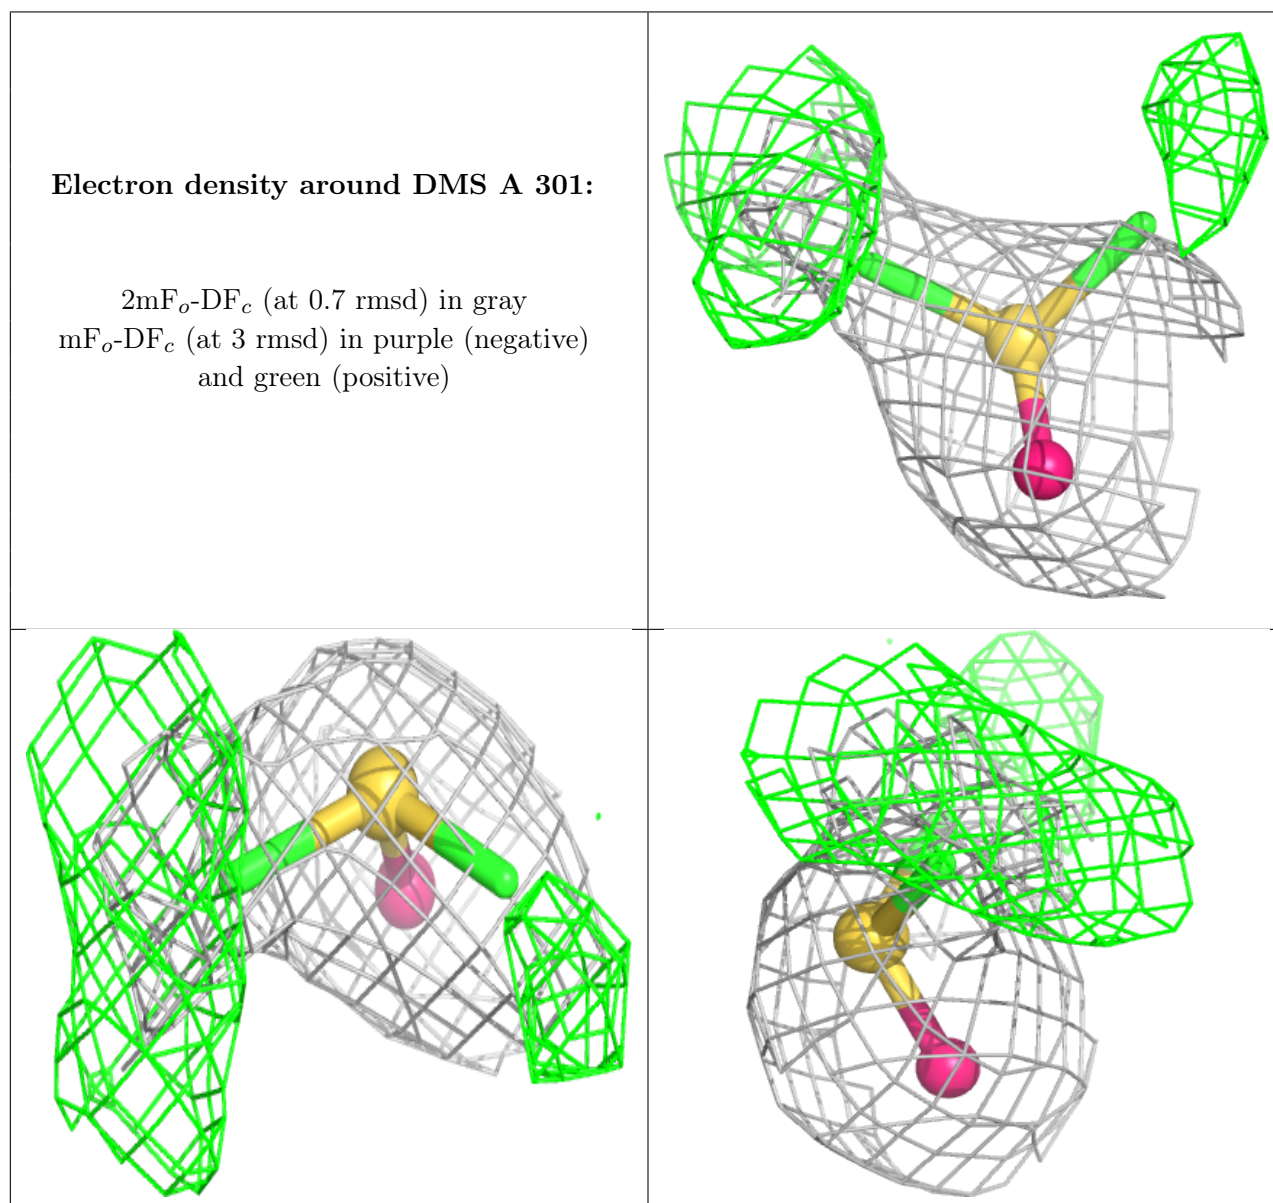 Electron density around DMS A 301:
2mFo-DFc (at 0.7 rmsd) in gray
mFo-DFc (at 3 rmsd) in purple (negative)
and green (positive)